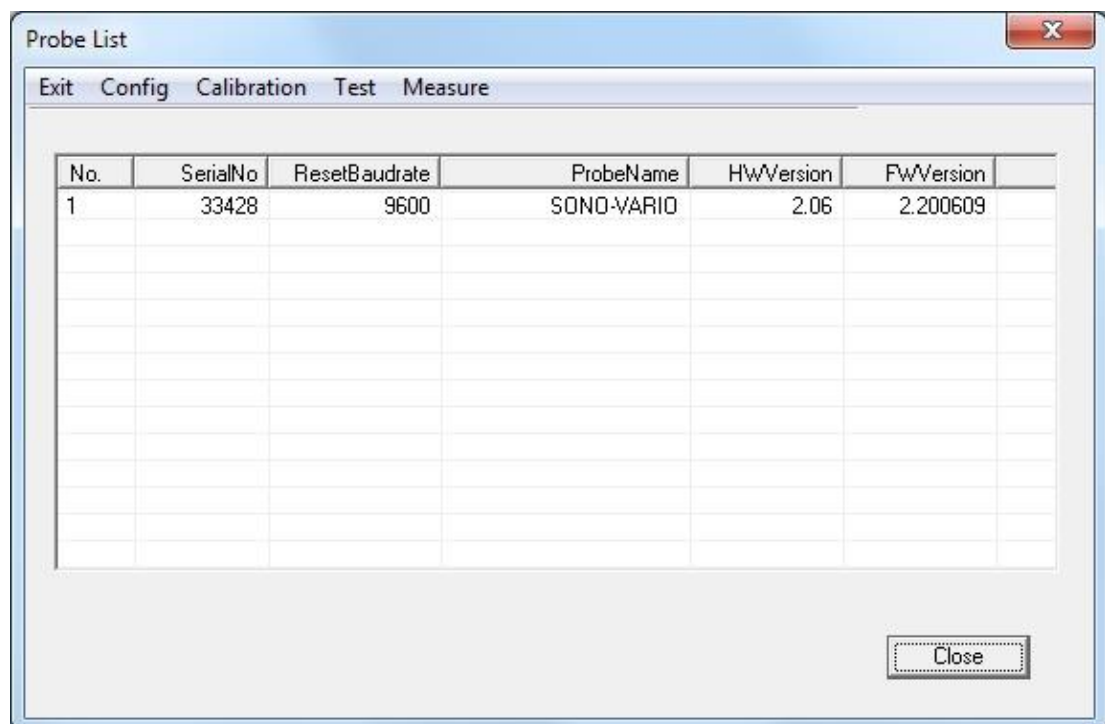 Probe List
Exit Config Calibration Test Measure
No. SerialNo ResetBaudrate ProbeName HWVersion FWVersion
1 33428 9600 SONO-VARIO 2.06 2.200609
Close